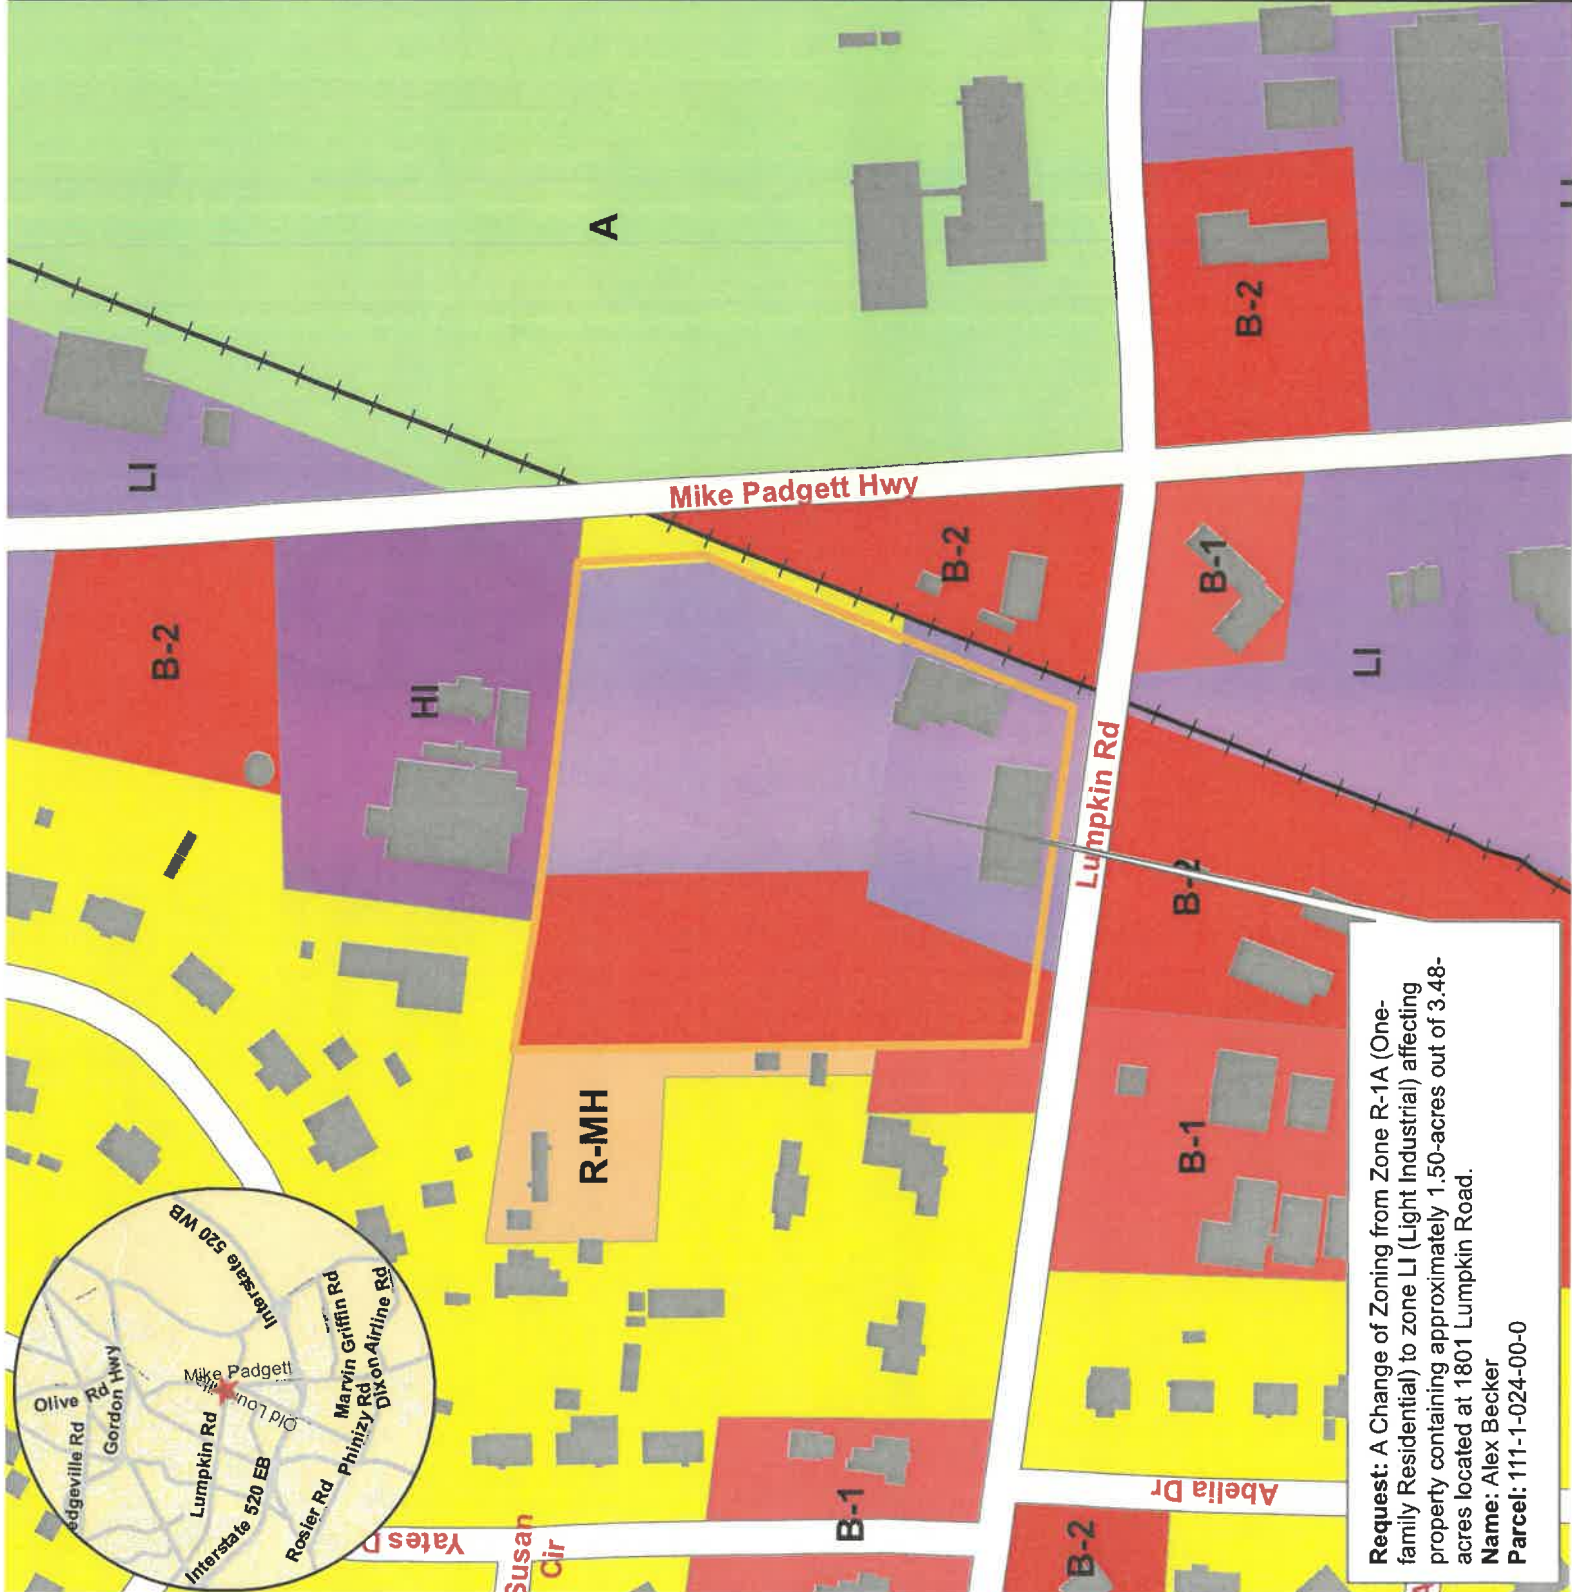 A
LI
B-2
B-2
Mike Padgett Hwy
B-2
HI
B-2
B-1
LI
Lumpkin Rd
B-2
R-MH
B-1
B-1
B-2
Abelia Dr
Susan
Cir
Interstate 520 WB
Olive Rd
Gordon Hwy
edgeville Rd
Mike Padgett
Lumpkin Rd
Interstate 520 EB
Rosier Rd
Phinizy Rd
Marvin Griffin Rd
Dixon Airline Rd
Yates D
Request: A Change of Zoning from Zone R-1A (One-
family Residential) to zone LI (Light Industrial) affecting
property containing approximately 1.50-acres out of 3.48-
acres located at 1801 Lumpkin Road.
Name: Alex Becker
Parcel: 111-1-024-00-0